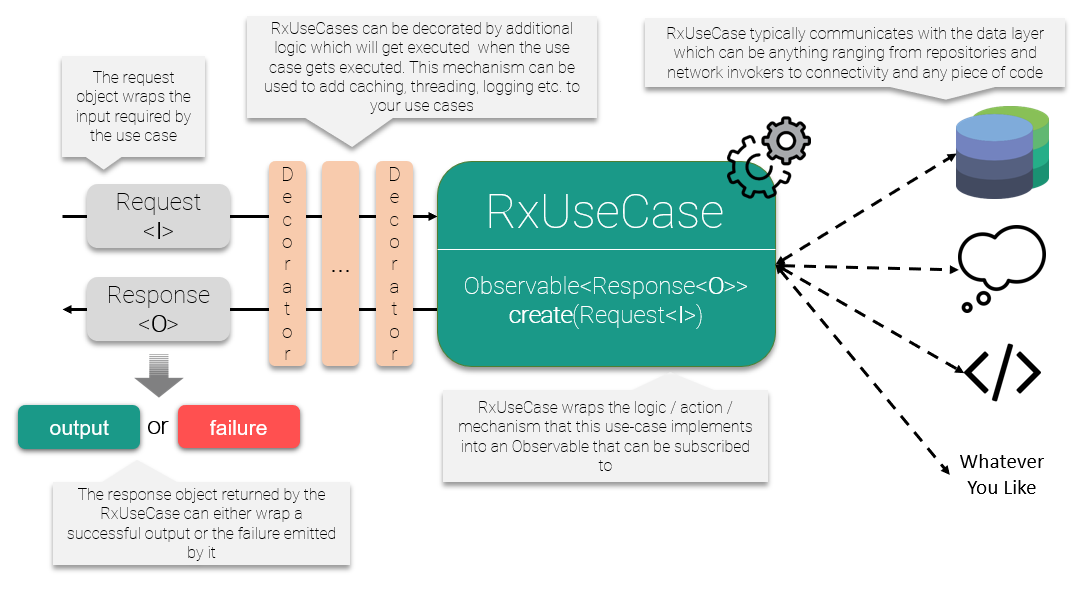 RxUseCases can be decorated by additional
logic which will get executed when the use
case gets executed. This mechanism can be
used to add caching, threading, logging etc. to
your use cases
RxUseCase typically communicates with the data layer
which can be anything ranging from repositories and
network invokers to connectivity and any piece of code
The request
object wraps the
input required by
the use case
Request
<I>
Response
<O>
Decorator
...
Decorator
RxUseCase
Observable<Response<O>>
create(Request<I>)
</>
Whatever
You Like
output
or
failure
RxUseCase wraps the logic / action /
mechanism that this use-case implements
into an Observable that can be subscribed
to
The response object returned by the
RxUseCase can either wrap a
successful output or the failure emitted
by it